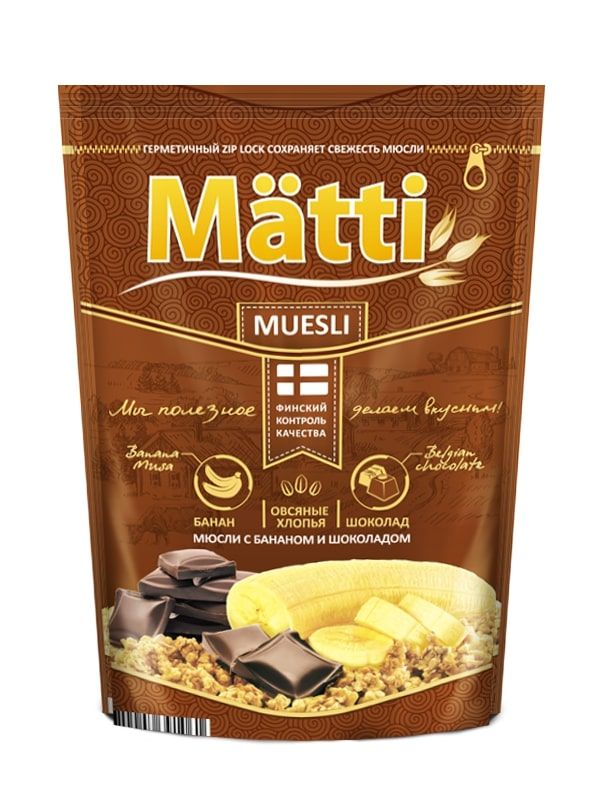 ГЕРМЕТИЧНЫЙ ZIP LOCK СОХРАНЯЕТ СВЕЖЕСТЬ МЮСЛИ
Mätti
MUESLI
Мы полезное делаем вкусным!
ФИНСКИЙ
КОНТРОЛЬ
КАЧЕСТВА
Banana
Musa
Belgian
chocolate
БАНАН
ОВСЯНЫЕ
ХЛОПЬЯ
ШОКОЛАД
МЮСЛИ С БАНАНОМ И ШОКОЛАДОМ